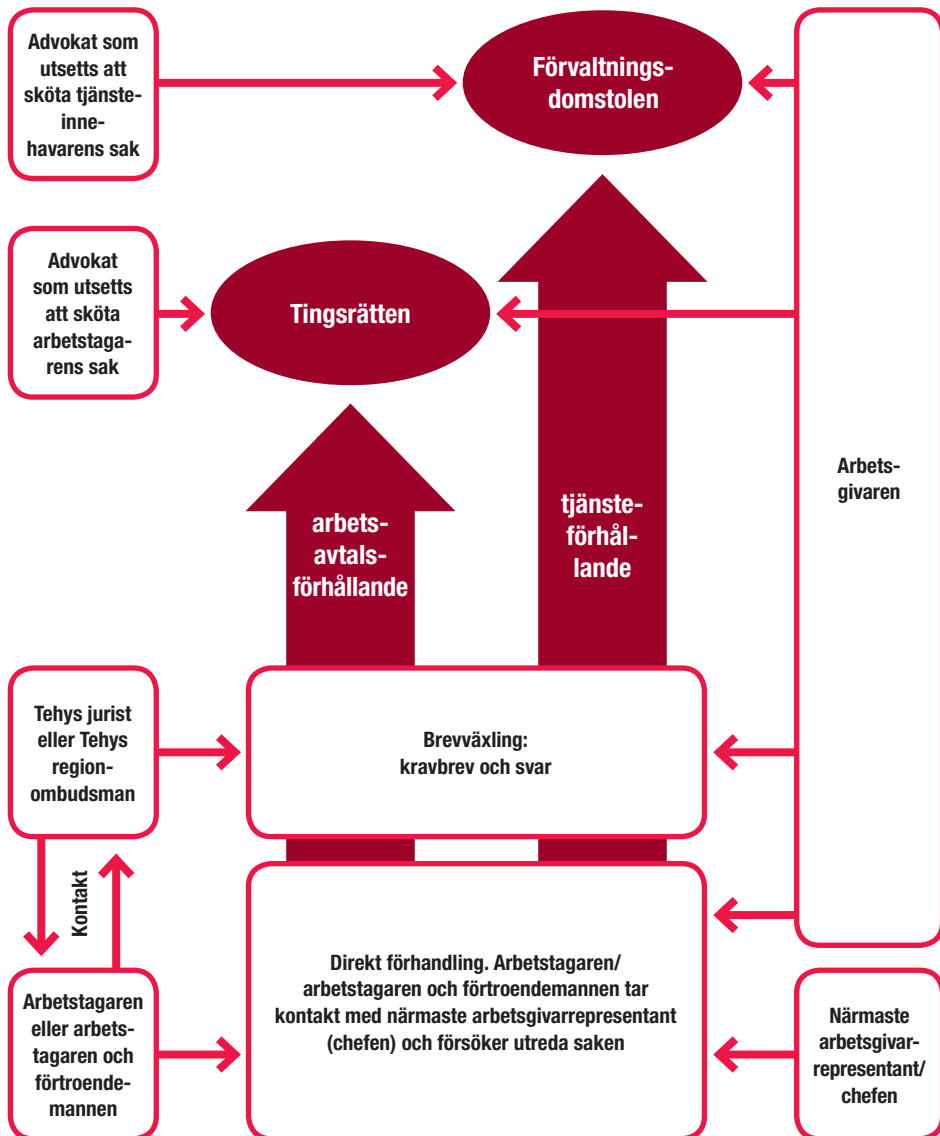 Advokat som
utsetts att
sköta tjänste-
inne-
havarens sak
Förvaltnings-
domstolen
Advokat
som utsetts
att sköta
arbetstaga-
rens sak
Tingsrätten
Arbets-
givaren
arbets-
avtals-
förhållande
tjänste-
förhål-
lande
Tehys jurist
eller Tehys
region-
ombudsman
Brevväxling:
kravbrev och svar
Kontakt
Arbetstagaren
eller arbets-
tagaren och
förtroende-
mannen
Direkt förhandling. Arbetstagaren/
arbetstagaren och förtroendemannen tar
kontakt med närmaste arbetsgivarrepresentant
(chefen) och försöker utreda saken
Närmaste
arbetsgivar-
representant/
chefen